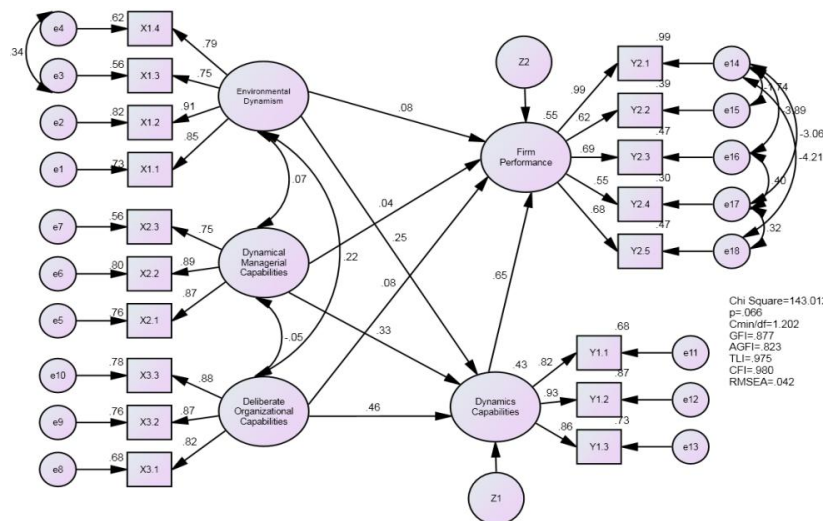 .62
e4
X1.4
.34
.79
.56
e3
X1.3
.75
.82
e2
X1.2
.91
.73
e1
X1.1
.85
Environmental
Dynamism
.08
.07
.22
.25
.56
e7
X2.3
.75
.80
e6
X2.2
.89
.76
e5
X2.1
.87
Dynamical
Managerial
Capabilities
.04
.33
-.05
.78
e10
X3.3
.88
.76
e9
X3.2
.87
.68
e8
X3.1
.82
Deliberate
Organizational
Capabilities
.08
.46
Z2
.55
Firm
Performance
.65
.99
Y2.1
.99
e14
.39
Y2.2
.62
e15
.47
Y2.3
.69
e16
.30
Y2.4
.55
e17
.47
Y2.5
.68
e18
-1.74
-3.89
-3.06
-4.21
.40
.32
.43
Dynamics
Capabilities
Z1
.68
.82
Y1.1
e11
.87
.93
Y1.2
e12
.73
.86
Y1.3
e13
p=.066
Cmin/df=1.202
GFI=.877
AGFI=.823
TLI=.975
CFI=.980
RMSEA=.042